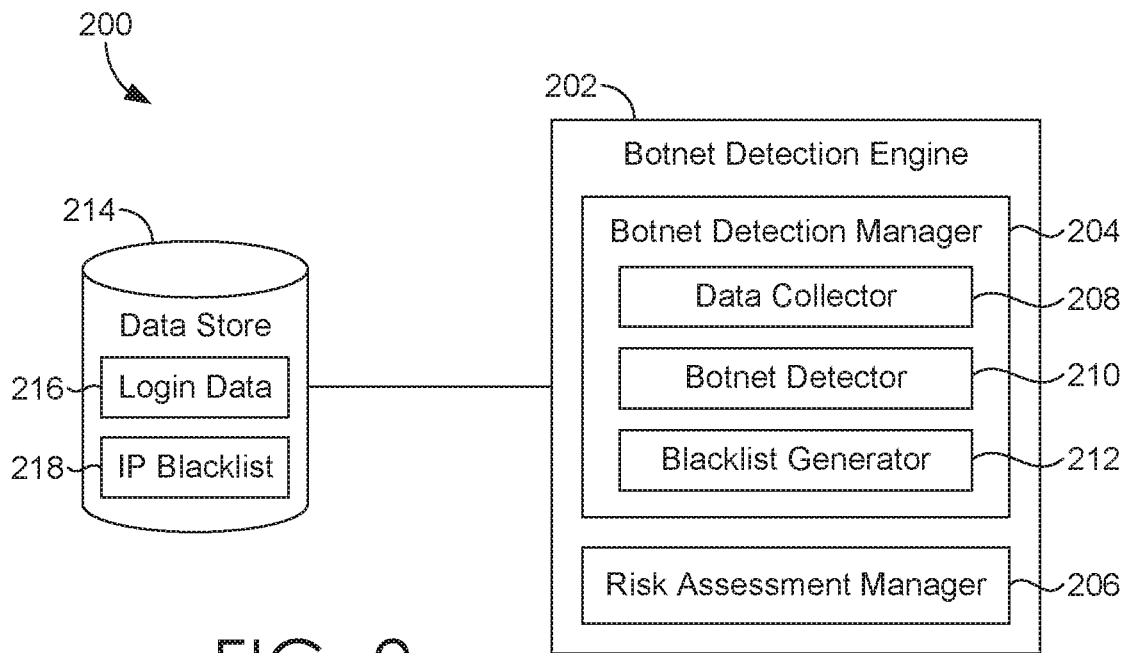 200
202
Botnet Detection Engine
214
Botnet Detection Manager
204
Data Collector
208
Data Store
216
Login Data
Botnet Detector
210
218
IP Blacklist
Blacklist Generator
212
Risk Assessment Manager
206
FIG.